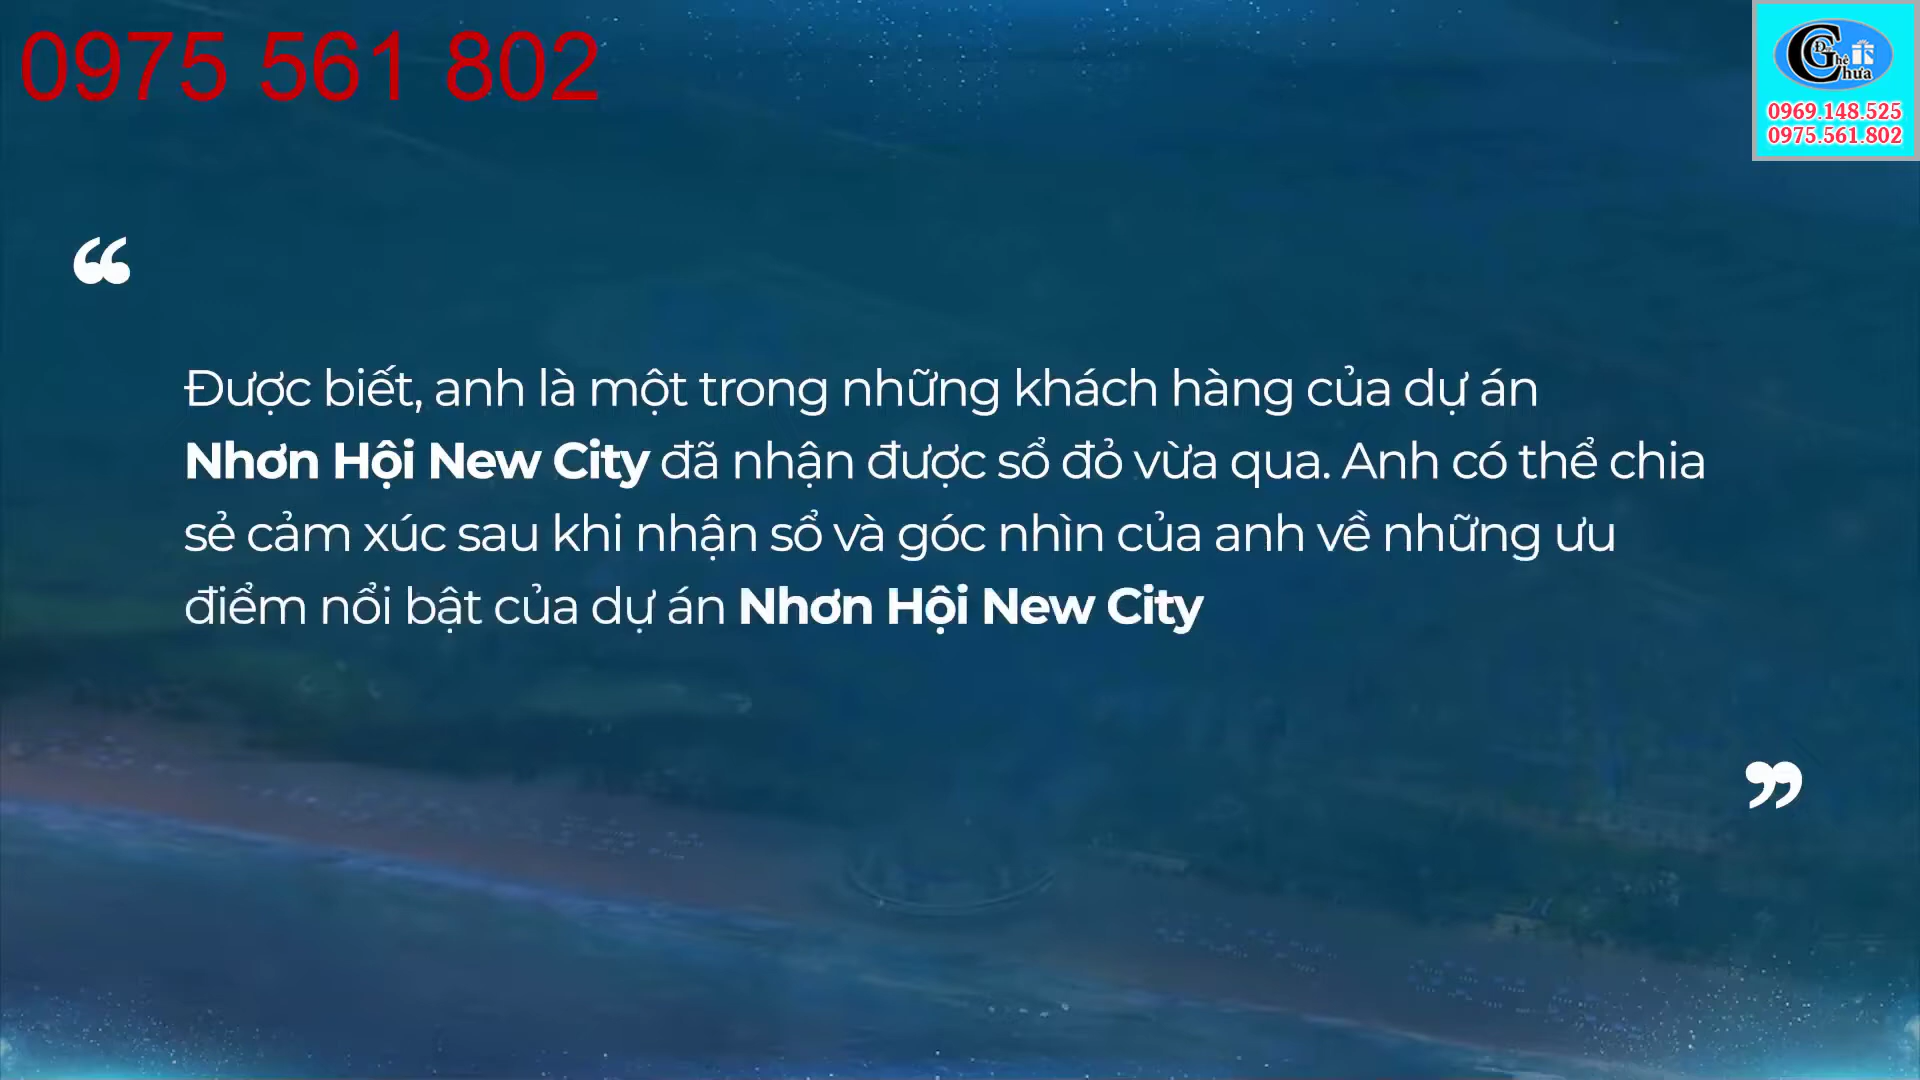 0975 561 802
Đã
Ghé
Chưa
0969.148.525
0975.561.802
“
Được biết, anh là một trong những khách hàng của dự án
Nhơn Hội New City đã nhận được sổ đỏ vừa qua. Anh có thể chia
sẻ cảm xúc sau khi nhận sổ và góc nhìn của anh về những ưu
điểm nổi bật của dự án Nhơn Hội New City
”